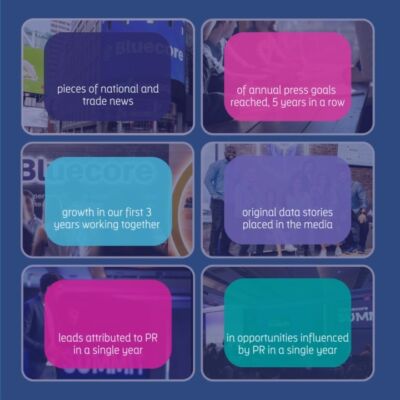 Bluecore
pieces of national and
trade news
of annual press goals
reached, 5 years in a row
Bluecore
growth in our first 3
years working together
original data stories
placed in the media
leads attributed to PR
in a single year
SUMMIT
in opportunities influenced
by PR in a single year
SUMM